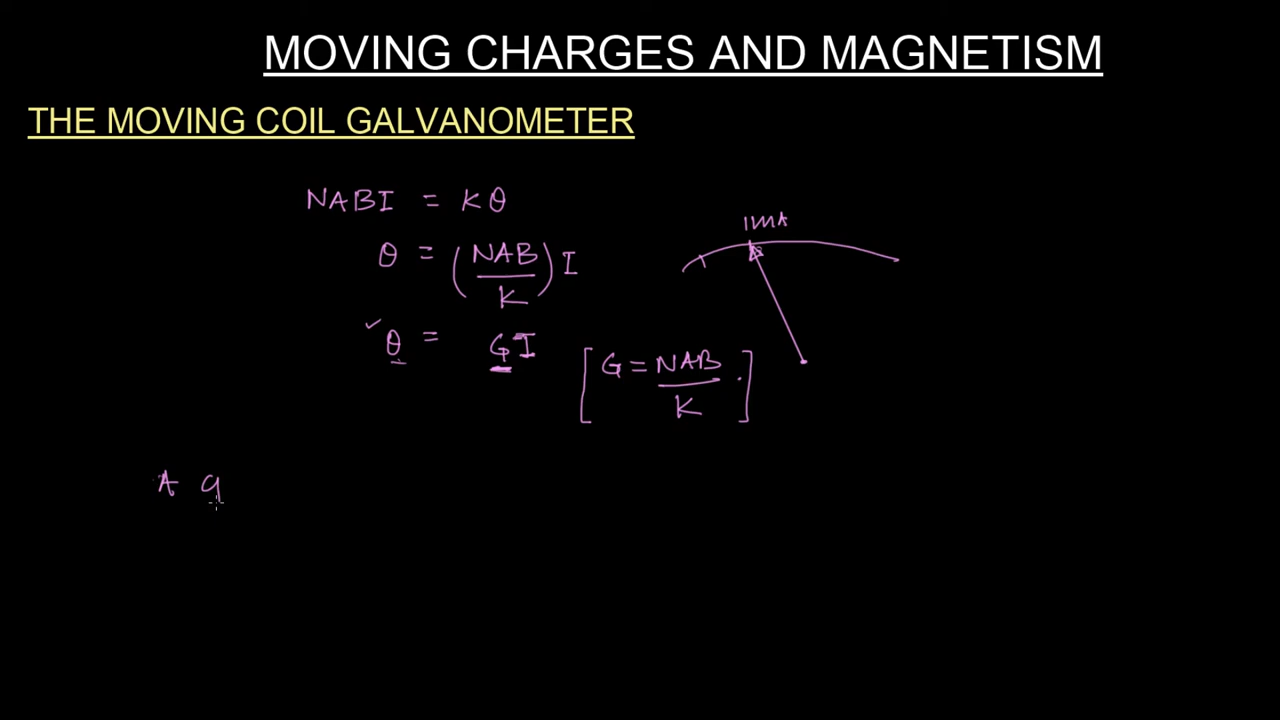 MOVING CHARGES AND MAGNETISM
THE MOVING COIL GALVANOMETER
NABI = Kθ
θ = (NAB/K) I
1mA
θ = GI
[G = NAB/K.]
A g